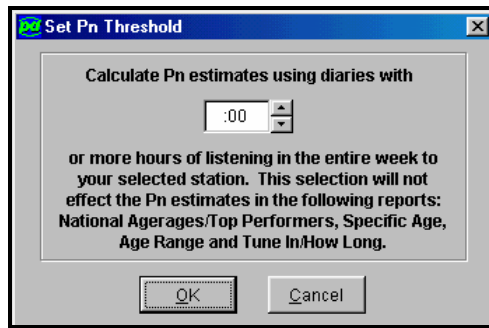 pd Set Pn Threshold
Calculate Pn estimates using diaries with
:00
or more hours of listening in the entire week to
your selected station. This selection will not
effect the Pn estimates in the following reports:
National Agerages/Top Performers, Specific Age,
Age Range and Tune In/How Long.
OK Cancel